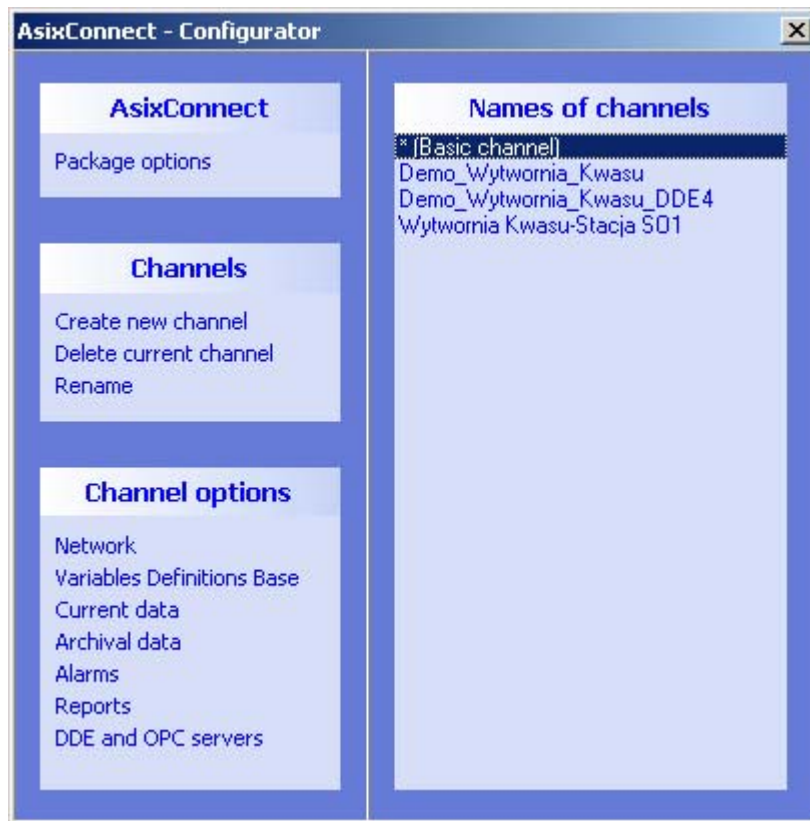 AsixConnect - Configurator
AsixConnect
Package options
Channels
Create new channel
Delete current channel
Rename
Channel options
Network
Variables Definitions Base
Current data
Archival data
Alarms
Reports
DDE and OPC servers
Names of channels
* (Basic channel)
Demo_Wytwornia_Kwasu
Demo_Wytwornia_Kwasu_DDE4
Wytwornia Kwasu-Stacja SO1